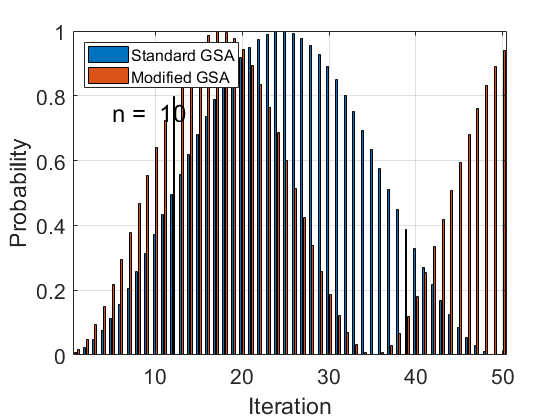 Standard GSA
Modified GSA
n = 10
1
0.8
0.6
0.4
0.2
0
Probability
10 20 30 40 50
Iteration